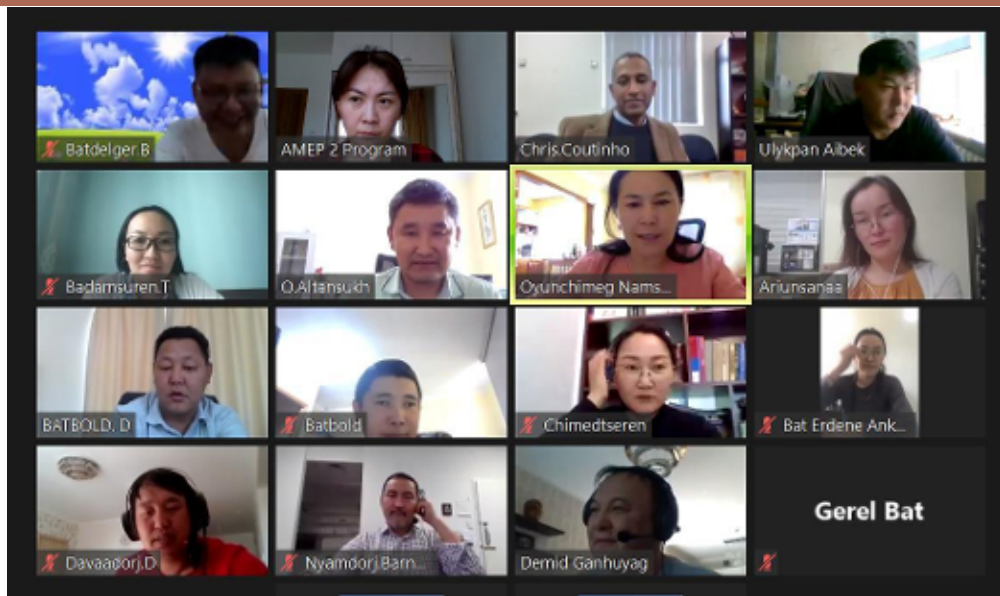 Batdelger.B
AMEP 2 Program
Chris.Coutinho
Ulykpan Aibek
Badamsuren.T
O.Altansukh
Oyunchimeg Nams...
Ariunsanaa
BATBOLD. D
Batbold
Chimedtseren
Bat Erdene Ank...
Davaadorj.D
Nyamdorj.Barn...
Demid Ganhuyag
Gerel Bat